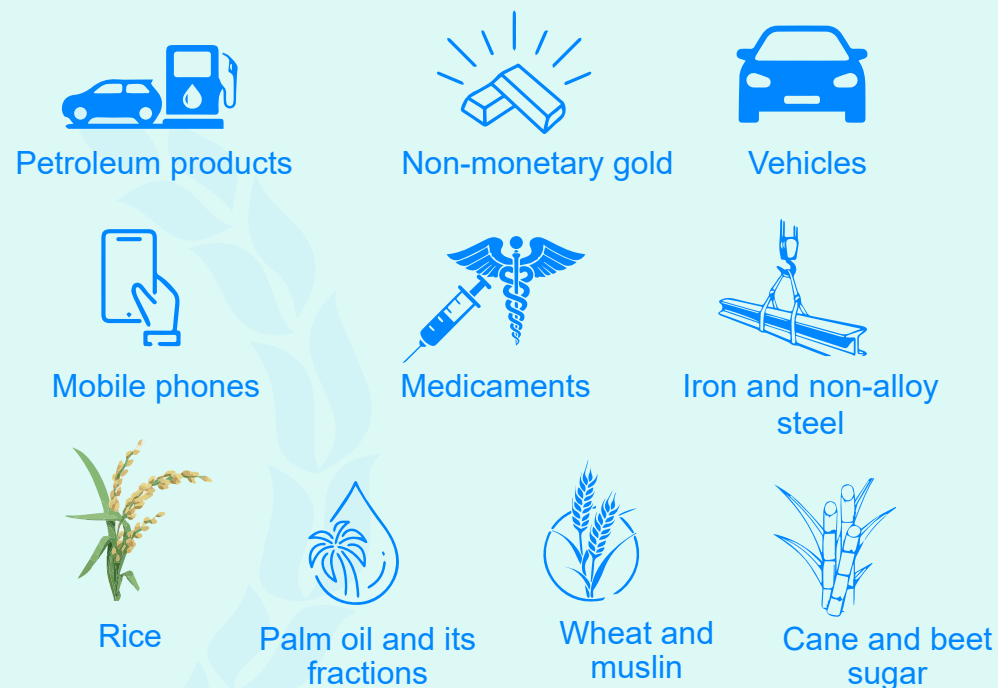 Petroleum products
Non-monetary gold
Vehicles
Mobile phones
Medicaments
Iron and non-alloy
steel
Rice
Palm oil and its
fractions
Wheat and
muslin
Cane and beet
sugar